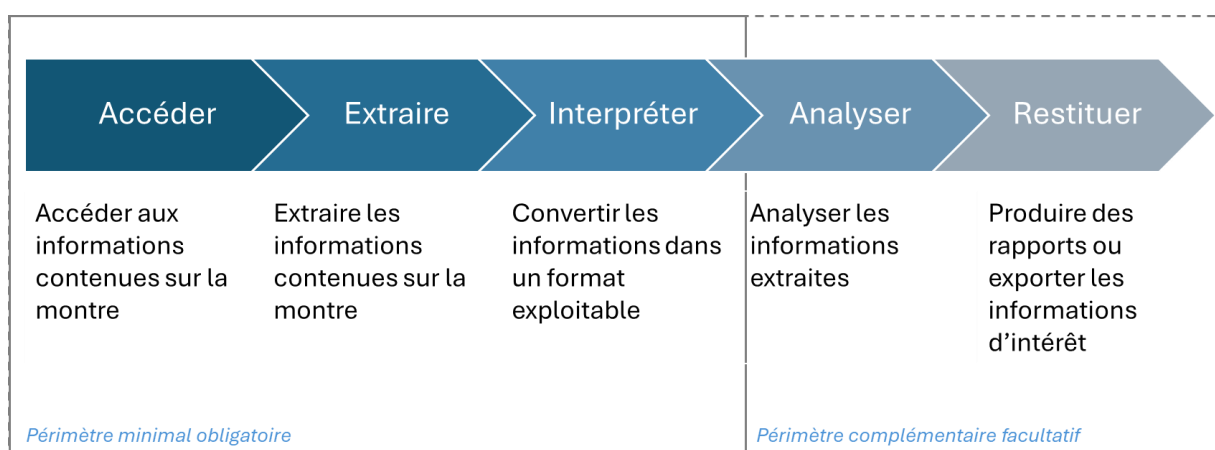 Accéder
Extraire
Interpréter
Analyser
Restituer
Accéder aux
informations
contenues sur la
montre
Extraire les
informations
contenues sur la
montre
Convertir les
informations dans
un format
exploitable
Analyser les
informations
extraites
Produire des
rapports ou
exporter les
informations
d’intérêt
Périmètre minimal obligatoire
Périmètre complémentaire facultatif